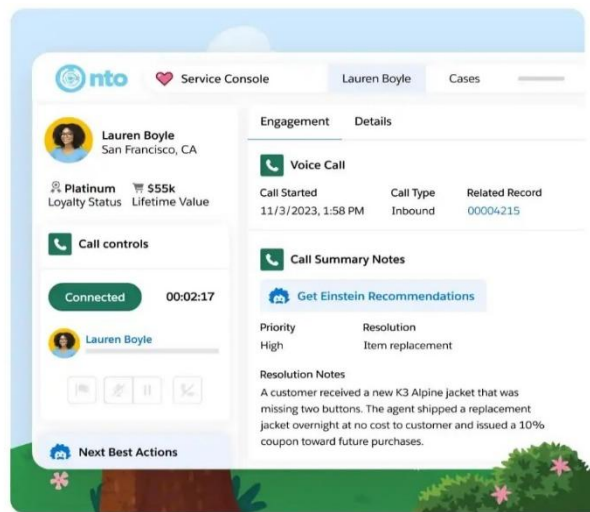 nto
Service Console
Lauren Boyle
Cases
Lauren Boyle
San Francisco, CA
Platinum
Loyalty Status
$55k
Lifetime Value
Call controls
Connected
00:02:17
Lauren Boyle
Next Best Actions
Engagement
Details
Voice Call
Call Started
11/3/2023, 1:58 PM
Call Type
Inbound
Related Record
00004215
Call Summary Notes
Get Einstein Recommendations
Priority
High
Resolution
Item replacement
Resolution Notes
A customer received a new K3 Alpine jacket that was
missing two buttons. The agent shipped a replacement
jacket overnight at no cost to customer and issued a 10%
coupon toward future purchases.